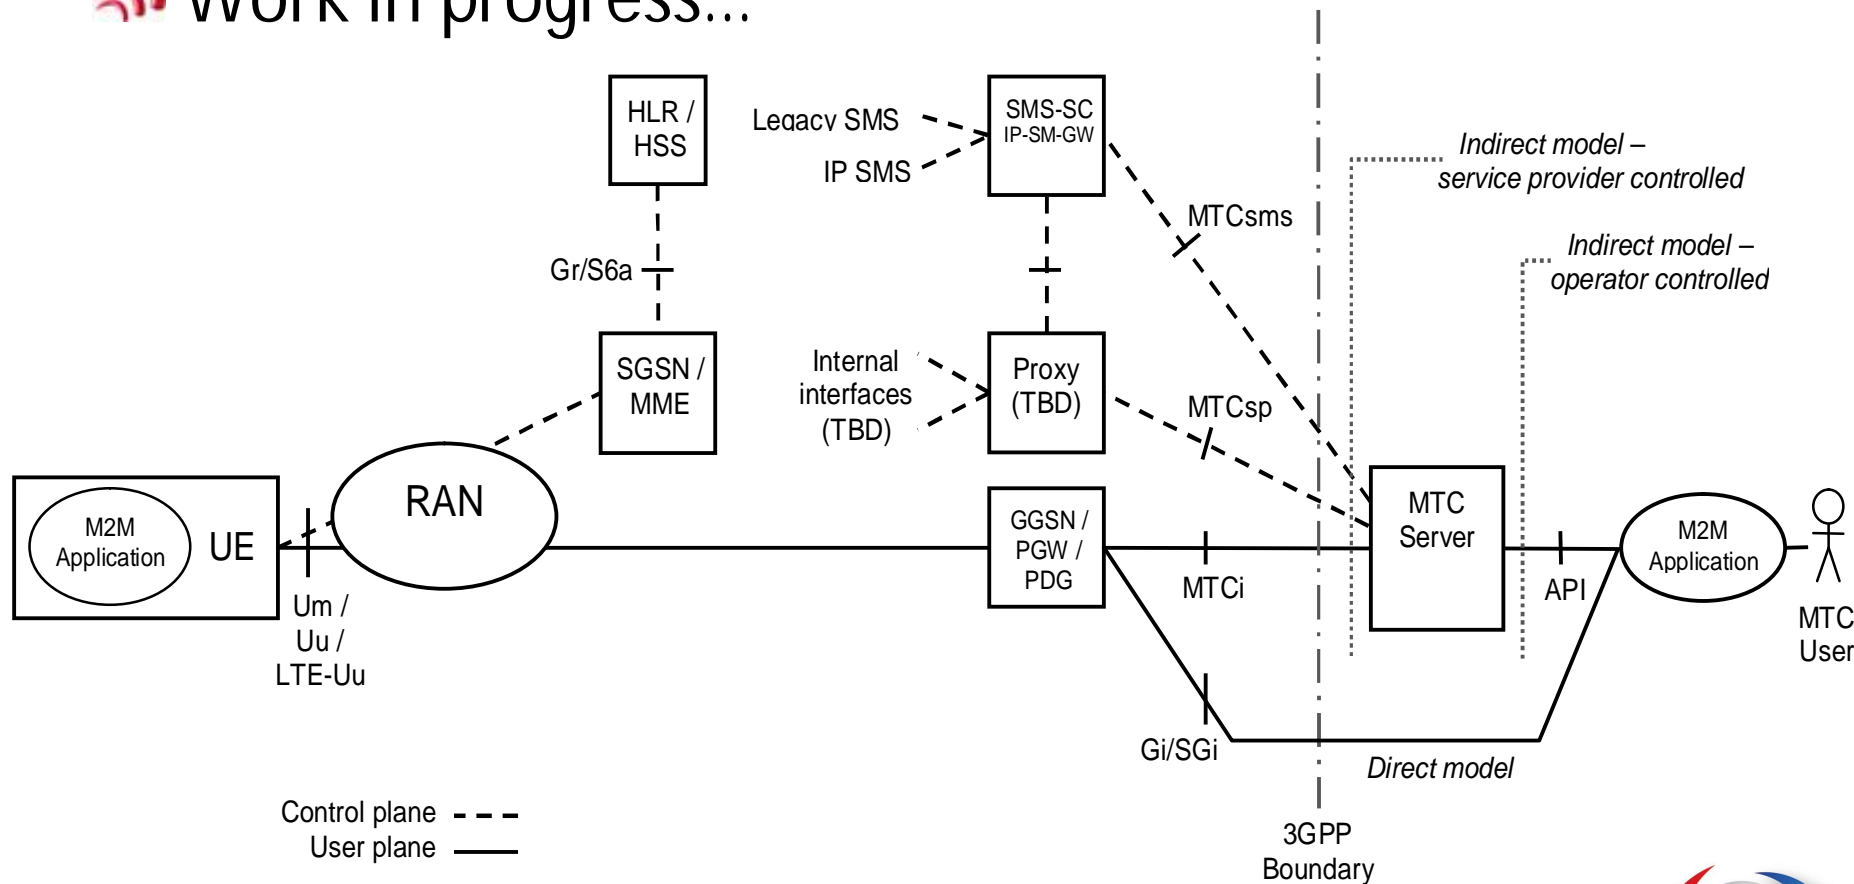 Work in progress...
HLR /
HSS
Legacy SMS
IP SMS
SMS-SC
IP-SM-GW
Indirect model –
service provider controlled
MTCsms
Indirect model –
operator controlled
Gr/S6a
SGSN /
MME
Internal
interfaces
(TBD)
Proxy
(TBD)
MTCsp
RAN
M2M
Application
UE
GGSN /
PGW /
PDG
MTC
Server
M2M
Application
MTCi
API
Um /
Uu /
LTE-Uu
MTC
User
Gi/SGi
Direct model
Control plane
User plane
3GPP
Boundary